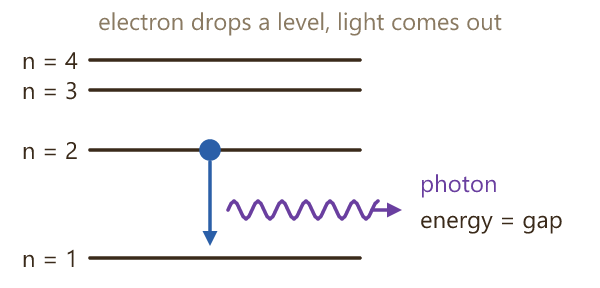 electron drops a level, light comes out
n = 4
n = 3
n = 2
photon
energy = gap
n = 1